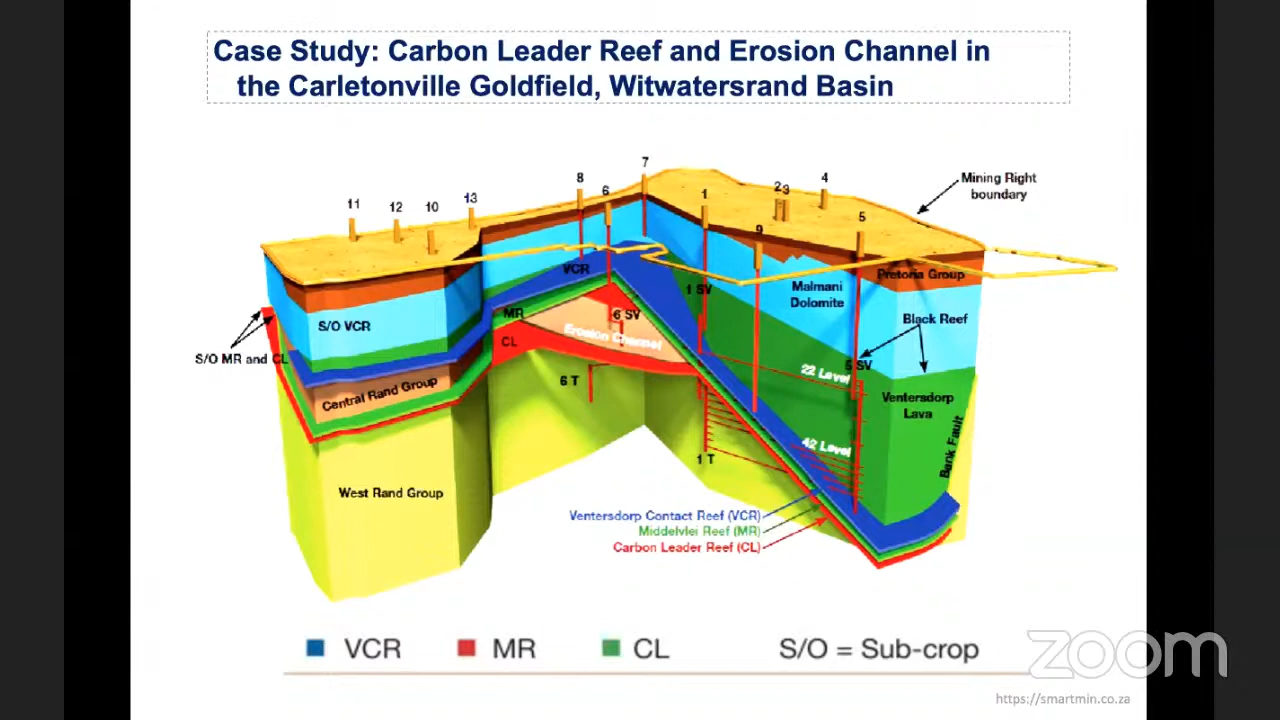 Case Study: Carbon Leader Reef and Erosion Channel in
the Carletonville Goldfield, Witwatersrand Basin
7
8
6
4
2
3
1
Mining Right
boundary
11
12
10
13
5
9
VCR
Pretoria Group
1 SV
Malmani
Dolomite
MR
6 SV
Black Reef
S/O VCR
Erosion Channel
CL
S/O MR and CL
22 Level
5 SV
6 T
Central Rand Group
Ventersdorp
Lava
Bank Fault
42 Level
1 T
West Rand Group
Ventersdorp Contact Reef (VCR)
Middelvlei Reef (MR)
Carbon Leader Reef (CL)
VCR MR CL S/O = Sub-crop
zoom
https://smartmin.co.za